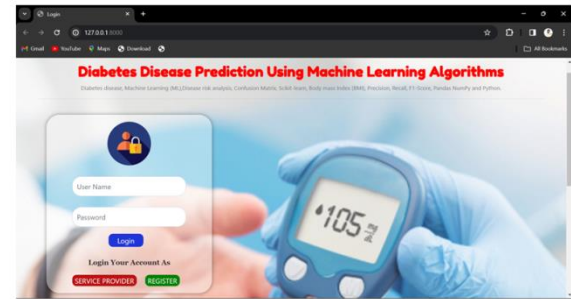 Login
127.0.0.1:8000
Gmail YouTube Maps Download All Bookmarks
Diabetes Disease Prediction Using Machine Learning Algorithms
Diabetes disease, Machine Learning (ML),Disease risk analysis, Confusion Matrix, Scikit-learn, Body mass Index (BMI), Precision, Recall, F1-Score, Pandas NumPy and Python.
User Name
Password
Login
Login Your Account As
SERVICE PROVIDER REGISTER
105